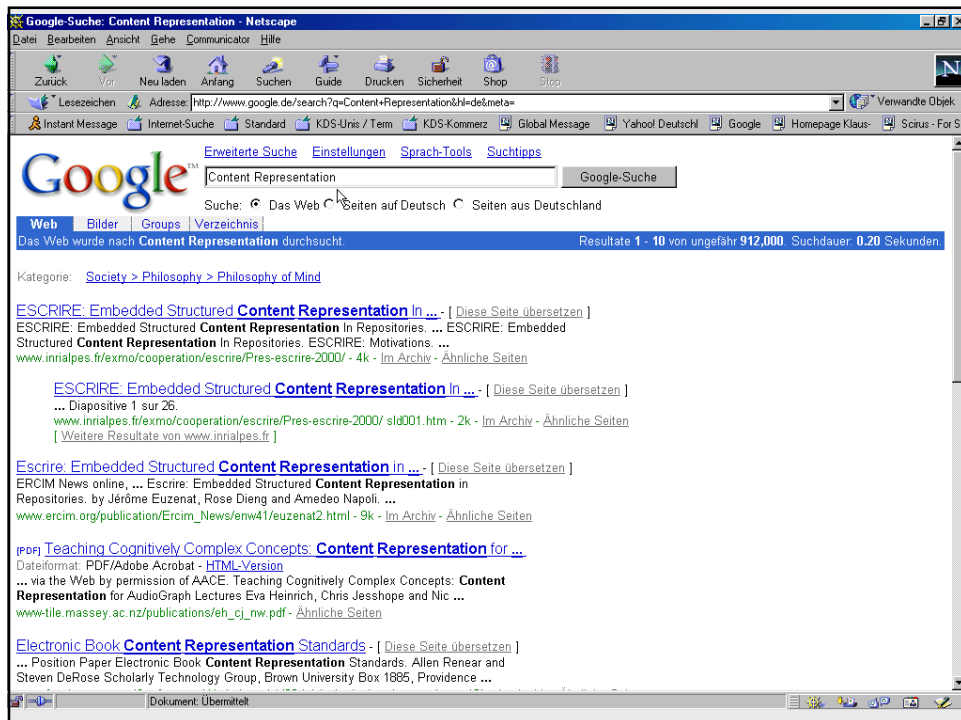 Google-Suche: Content Representation - Netscape
Datei Bearbeiten Ansicht Gehe Communicator Hilfe
Zurück Vor Neu laden Anfang Suchen Guide Drucken Sicherheit Shop Stop
N
Lesezeichen Adresse: http://www.google.de/search?q=Content+Representation&hl=de&meta= Verwandte Objek
Instant Message Internet-Suche Standard KDS-Unis / Term KDS-Kommerz Global Message Yahoo! Deutschl Google Homepage Klaus- Scirus - For S
Erweiterte Suche Einstellungen Sprach-Tools Suchtipps
Google™ Content Representation Google-Suche
Suche: Das Web Seiten auf Deutsch Seiten aus Deutschland
Web Bilder Groups Verzeichnis
Das Web wurde nach Content Representation durchsucht. Resultate 1 - 10 von ungefähr 912,000. Suchdauer: 0.20 Sekunden.
Kategorie: Society > Philosophy > Philosophy of Mind
ESCRIRE: Embedded Structured Content Representation In ... - [ Diese Seite übersetzen ]
ESCRIRE: Embedded Structured Content Representation In Repositories. ... ESCRIRE: Embedded
Structured Content Representation In Repositories. ESCRIRE: Motivations. ...
www.inrialpes.fr/exmo/cooperation/escrire/Pres-escrire-2000/ - 4k - Im Archiv - Ähnliche Seiten
ESCRIRE: Embedded Structured Content Representation In ... - [ Diese Seite übersetzen ]
... Diapositive 1 sur 26.
www.inrialpes.fr/exmo/cooperation/escrire/Pres-escrire-2000/ sld001.htm - 2k - Im Archiv - Ähnliche Seiten
[ Weitere Resultate von www.inrialpes.fr ]
Escrire: Embedded Structured Content Representation in ... - [ Diese Seite übersetzen ]
ERCIM News online, ... Escrire: Embedded Structured Content Representation in
Repositories. by Jérôme Euzenat, Rose Dieng and Amedeo Napoli. ...
www.ercim.org/publication/Ercim_News/enw41/euzenat2.html - 9k - Im Archiv - Ähnliche Seiten
[PDF] Teaching Cognitively Complex Concepts: Content Representation for ...
Dateiformat: PDF/Adobe Acrobat - HTML-Version
... via the Web by permission of AACE. Teaching Cognitively Complex Concepts: Content
Representation for AudioGraph Lectures Eva Heinrich, Chris Jesshope and Nic ...
www-tile.massey.ac.nz/publications/eh_cj_nw.pdf - Ähnliche Seiten
Electronic Book Content Representation Standards - [ Diese Seite übersetzen ]
... Position Paper Electronic Book Content Representation Standards. Allen Renear and
Steven DeRose Scholarly Technology Group, Brown University Box 1885, Providence ...
Dokument: Übermittelt